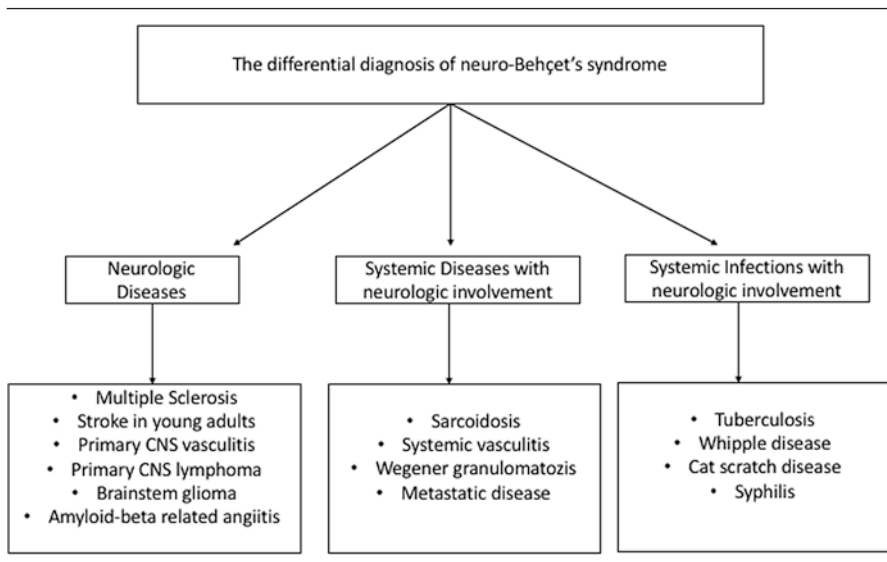 The differential diagnosis of neuro-Behçet's syndrome
Neurologic
Diseases
Systemic Diseases with
neurologic involvement
Systemic Infections with
neurologic involvement
• Multiple Sclerosis
• Stroke in young adults
• Primary CNS vasculitis
• Primary CNS lymphoma
• Brainstem glioma
• Amyloid-beta related angiitis
• Sarcoidosis
• Systemic vasculitis
• Wegener granulomatozis
• Metastatic disease
• Tuberculosis
• Whipple disease
• Cat scratch disease
• Syphilis